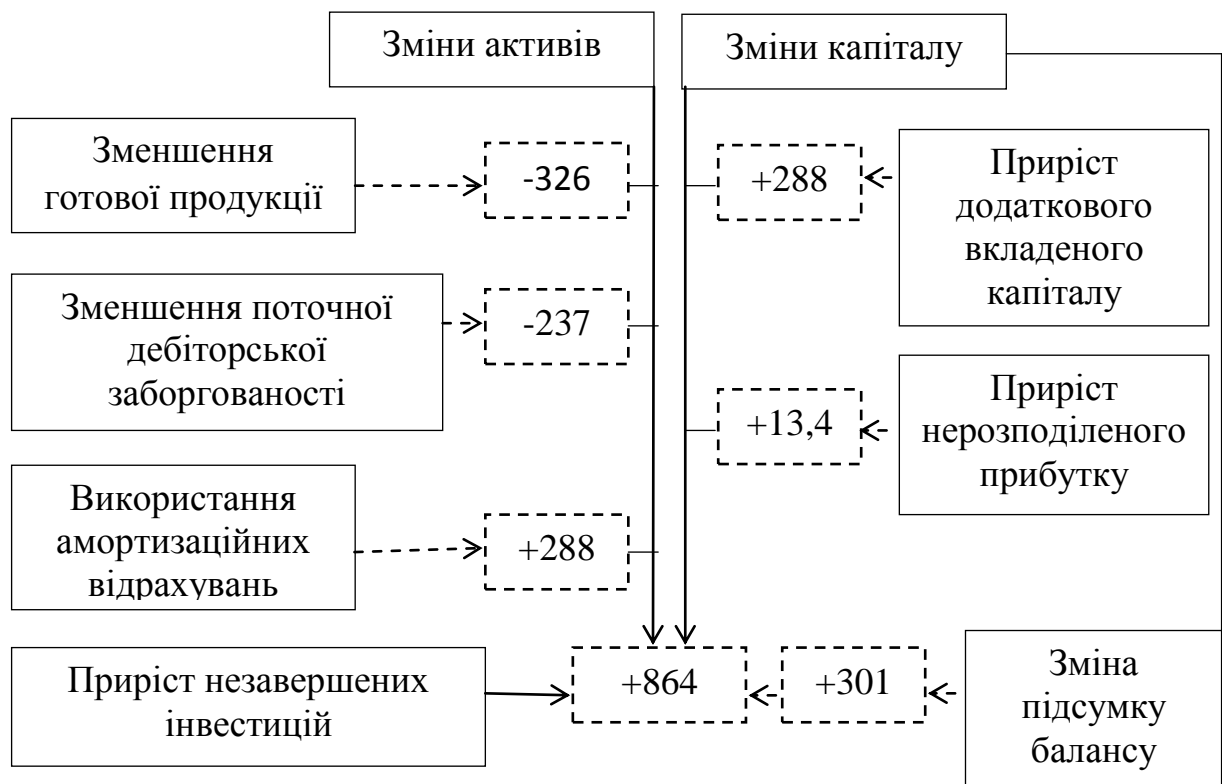 Зміни активів
Зміни капіталу
Зменшення
готової продукції
-326
+288
Приріст
додаткового
вкладеного
капіталу
Зменшення поточної
дебіторської
заборгованості
-237
+13,4
Приріст
нерозподіленого
прибутку
Використання
амортизаційних
відрахувань
+288
Приріст незавершених
інвестицій
+864
+301
Зміна
підсумку
балансу